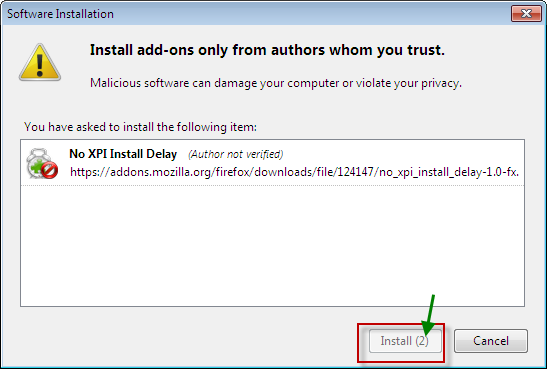 Software Installation
Install add-ons only from authors whom you trust.
Malicious software can damage your computer or violate your privacy.
You have asked to install the following item:
No XPI Install Delay (Author not verified)
https://addons.mozilla.org/firefox/downloads/file/124147/no_xpi_install_delay-1.0-fx.
Install (2)
Cancel